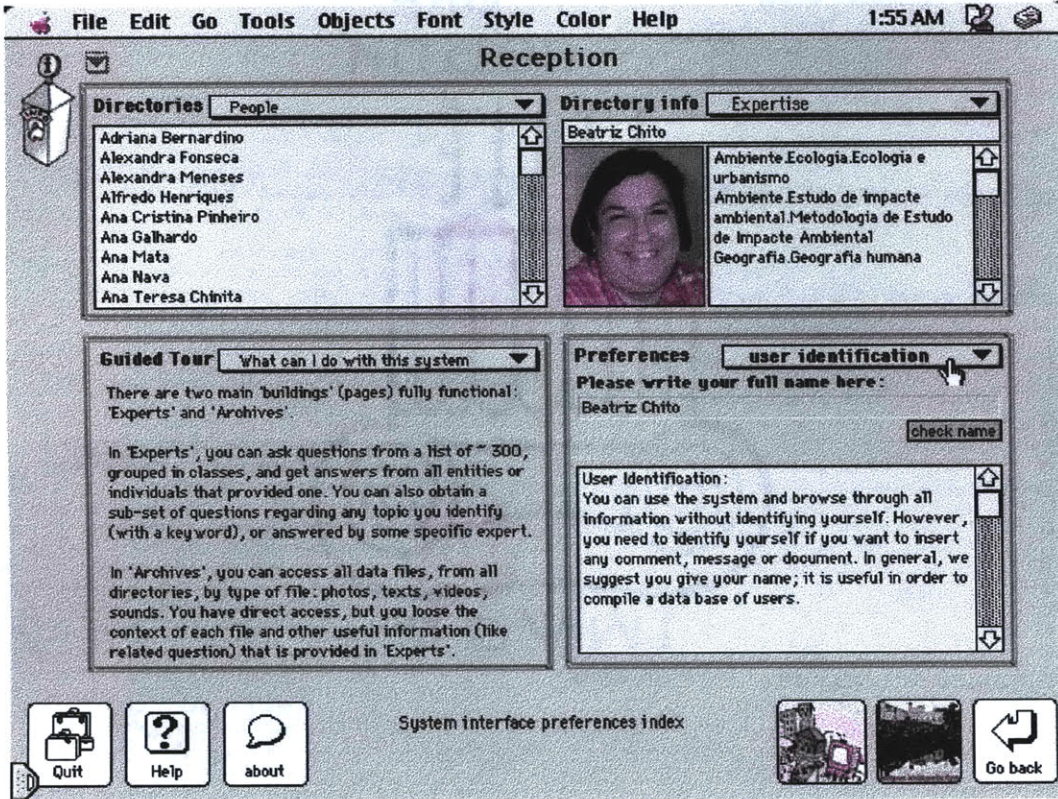 File Edit Go Tools Objects Font Style Color Help 1:55 AM
Reception
Directories People
Adriana Bernardino
Alexandra Fonseca
Alexandra Meneses
Alfredo Henriques
Ana Cristina Pinheiro
Ana Galhardo
Ana Mata
Ana Nava
Ana Teresa Chinita
Directory info Expertise
Beatriz Chito
Ambiente.Ecologia.Ecologia e
urbanismo
Ambiente.Estudo de impacte
ambiental.Metodologia de Estudo
de Impacte Ambiental
Geografia.Geografia humana
Guided Tour What can I do with this system
There are two main 'buildings' (pages) fully functional:
'Experts' and 'Archives'.
In 'Experts', you can ask questions from a list of ~ 300,
grouped in classes, and get answers from all entities or
individuals that provided one. You can also obtain a
sub-set of questions regarding any topic you identify
(with a keyword), or answered by some specific expert.
In 'Archives', you can access all data files, from all
directories, by type of file: photos, texts, videos,
sounds. You have direct access, but you loose the
context of each file and other useful information (like
related question) that is provided in 'Experts'.
Preferences user identification
Please write your full name here:
Beatriz Chito
check name
User Identification:
You can use the system and browse through all
information without identifying yourself. However,
you need to identify yourself if you want to insert
any comment, message or document. In general, we
suggest you give your name; it is useful in order to
compile a data base of users.
Quit
Help
about
System interface preferences index
Go back